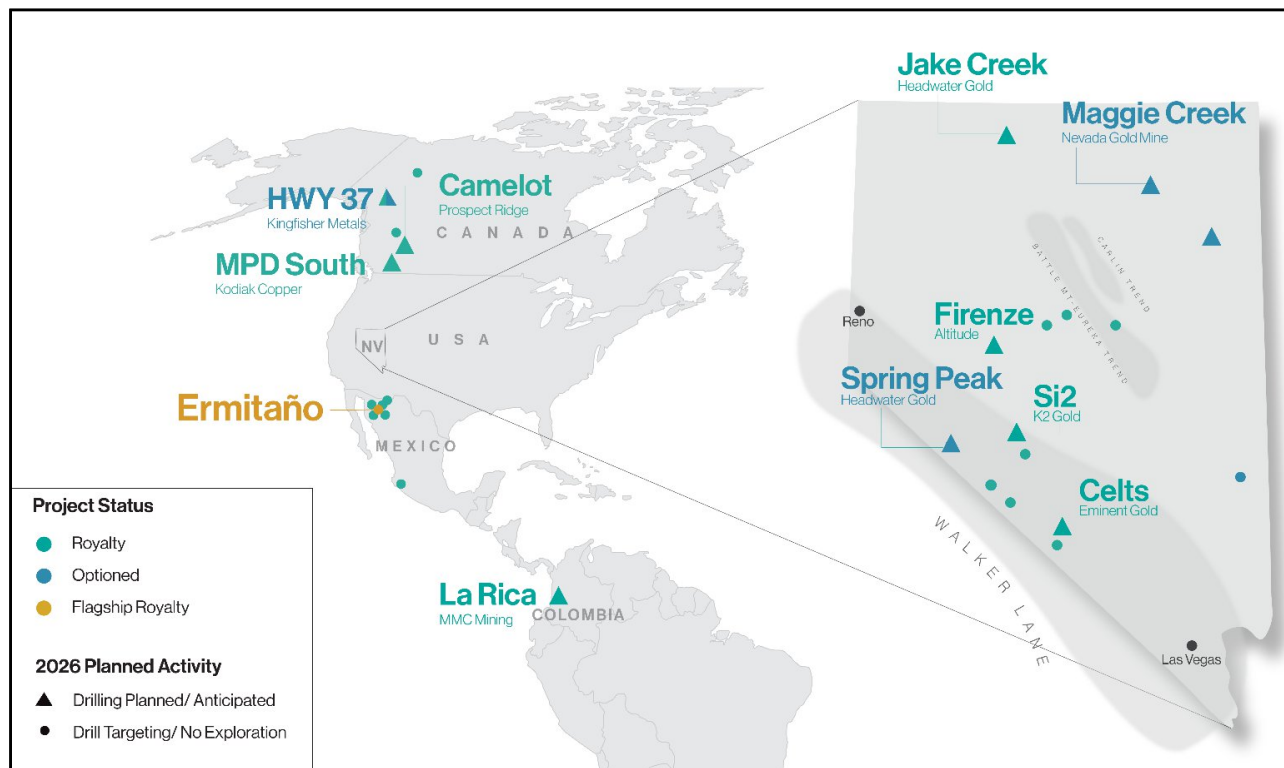 Jake Creek
Headwater Gold
Maggie Creek
Nevada Gold Mine
HWY 37
Kingfisher Metals
Camelot
Prospect Ridge
CANADA
MPD South
Kodiak Copper
CARLIN TREND
BATTLE MT-EUREKA TREND
Reno
Firenze
Altitude
NV
USA
Spring Peak
Headwater Gold
Si2
K2 Gold
Ermitaño
MEXICO
Celts
Eminent Gold
WALKER LANE
La Rica
MMC Mining
COLOMBIA
Las Vegas
Project Status
Royalty
Optioned
Flagship Royalty
2026 Planned Activity
Drilling Planned/ Anticipated
Drill Targeting/ No Exploration